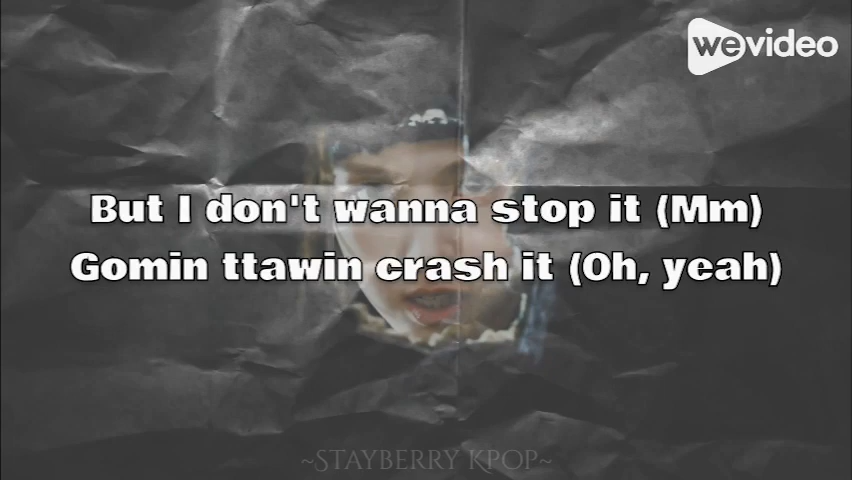 wevideo
But I don't wanna stop it (Mm)
Gomin ttawin crash it (Oh, yeah)
~STAYBERRY KPOP~